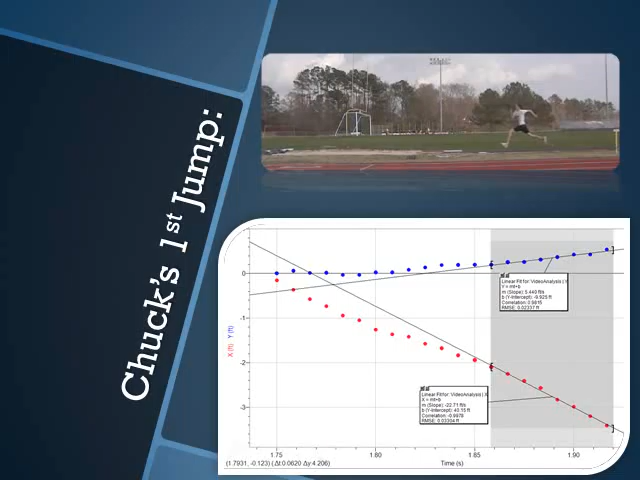 Chuck's 1st Jump:
X (ft) Y (ft)
0
-1
-2
-3
Linear Fit for: VideoAnalysis | Y
Y = mt+b
m (Slope): 5.449 ft/s
b (Y-Intercept): -9.925 ft
Correlation: 0.9815
RMSE: 0.02337 ft/s
Linear Fit for: VideoAnalysis | X
X = mt+b
m (Slope): -22.71 ft/s
b (Y-Intercept): 40.15 ft
Correlation: -0.9978
RMSE: 0.03304 ft/s
1.75 1.80 1.85 1.90
(1.7931, -0.123) (Δt:0.0620 Δy:4.206)
Time (s)